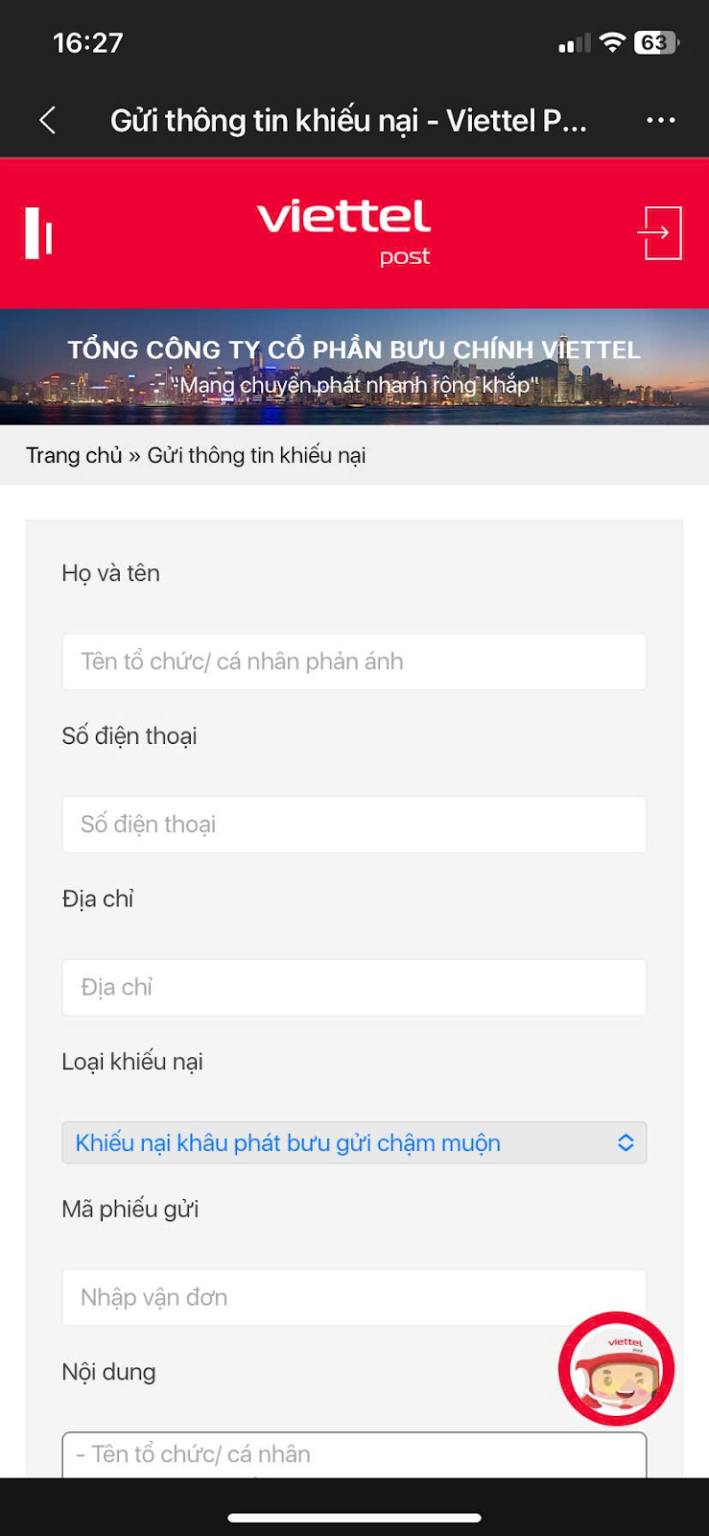 16:27
63
Gửi thông tin khiếu nại - Viettel P...
viettel
post
TỔNG CÔNG TY CỔ PHẦN BƯU CHÍNH VIETTEL
"Mang chuyển phát nhanh rộng khắp"
Trang chủ » Gửi thông tin khiếu nại
Họ và tên
Tên tổ chức/ cá nhân phản ánh
Số điện thoại
Số điện thoại
Địa chỉ
Địa chỉ
Loại khiếu nại
Khiếu nại khâu phát bưu gửi chậm muộn
Mã phiếu gửi
Nhập vận đơn
viettel
post
Nội dung
- Tên tổ chức/ cá nhân